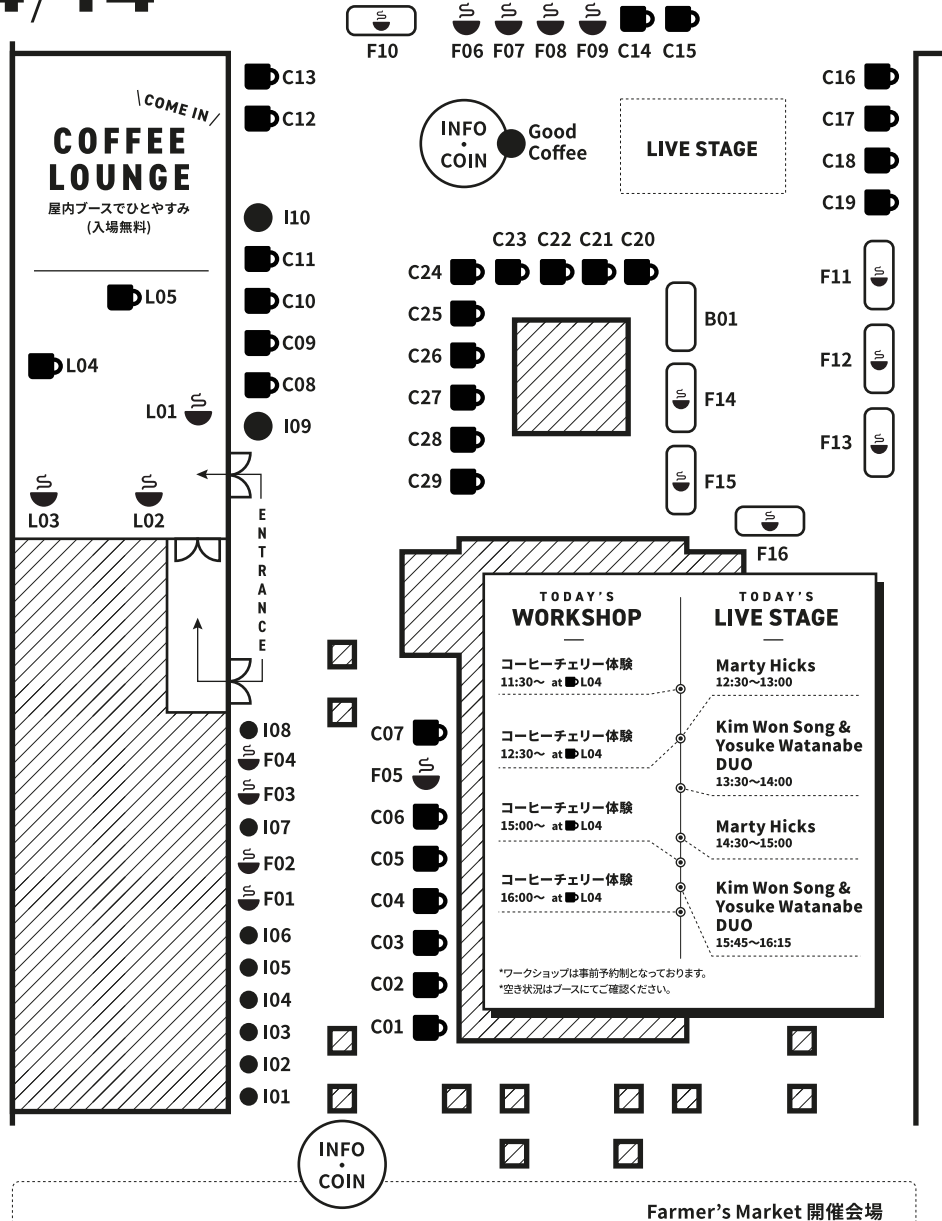 4/14
F10
F06 F07 F08 F09 C14 C15
C13
C12
COME IN
COFFEE
LOUNGE
屋内ブースでひとやすみ
(入場無料)
INFO
・
COIN
Good
Coffee
LIVE STAGE
C16
C17
C18
C19
I10
C11
C10
C09
C08
I09
L05
L04
L01
L03
L02
C23 C22 C21 C20
C24
C25
C26
C27
C28
C29
B01
F14
F15
F11
F12
F13
F16
ENTRANCE
TODAY'S
WORKSHOP
コーヒーチェリー体験
11:30〜 at L04
コーヒーチェリー体験
12:30〜 at L04
コーヒーチェリー体験
15:00〜 at L04
コーヒーチェリー体験
16:00〜 at L04
TODAY'S
LIVE STAGE
Marty Hicks
12:30〜13:00
Kim Won Song &
Yosuke Watanabe
DUO
13:30〜14:00
Marty Hicks
14:30〜15:00
Kim Won Song &
Yosuke Watanabe
DUO
15:45〜16:15
*ワークショップは事前予約制となっております。
*空き状況はブースにてご確認ください。
I08
F04
F03
I07
F02
F01
I06
I05
I04
I03
I02
I01
C07
F05
C06
C05
C04
C03
C02
C01
INFO
・
COIN
Farmer's Market 開催会場